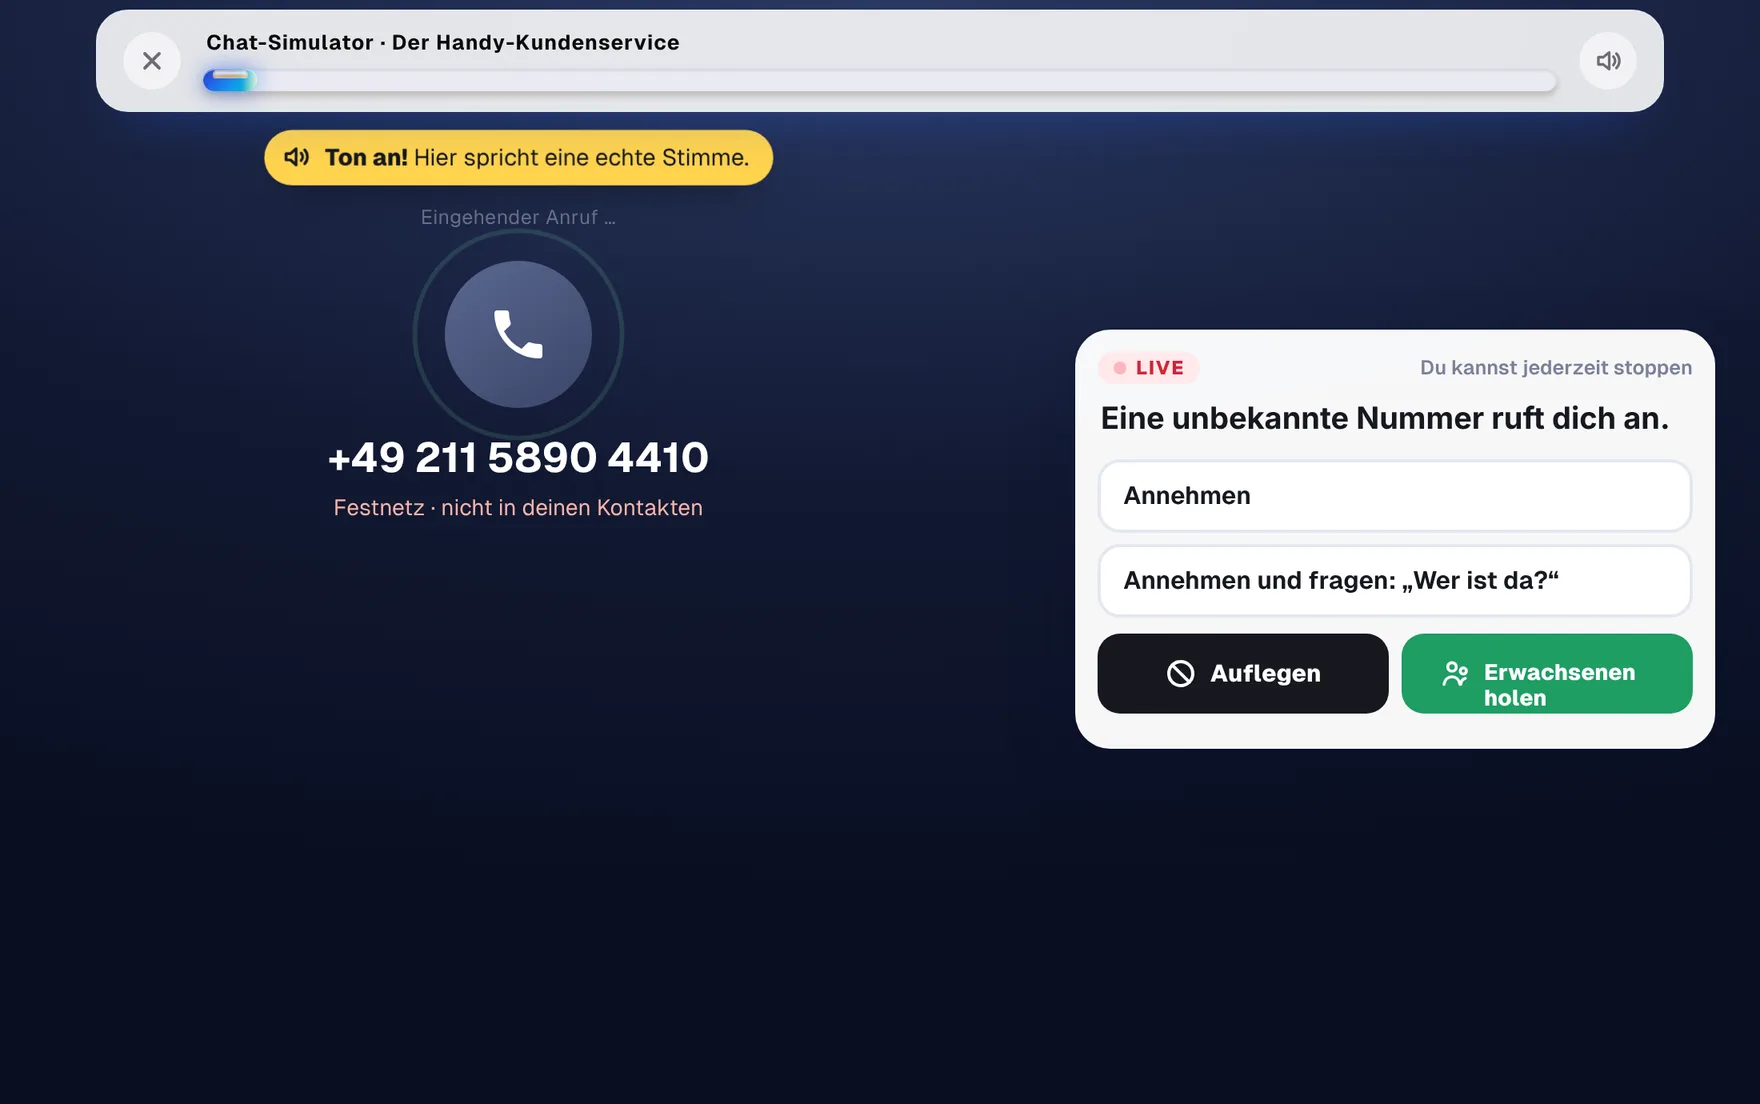 Chat-Simulator · Der Handy-Kundenservice
Ton an! Hier spricht eine echte Stimme.
Eingehender Anruf …
+49 211 5890 4410
Festnetz · nicht in deinen Kontakten
LIVE
Du kannst jederzeit stoppen
Eine unbekannte Nummer ruft dich an.
Annehmen
Annehmen und fragen: „Wer ist da?“
Auflegen
Erwachsenen
holen